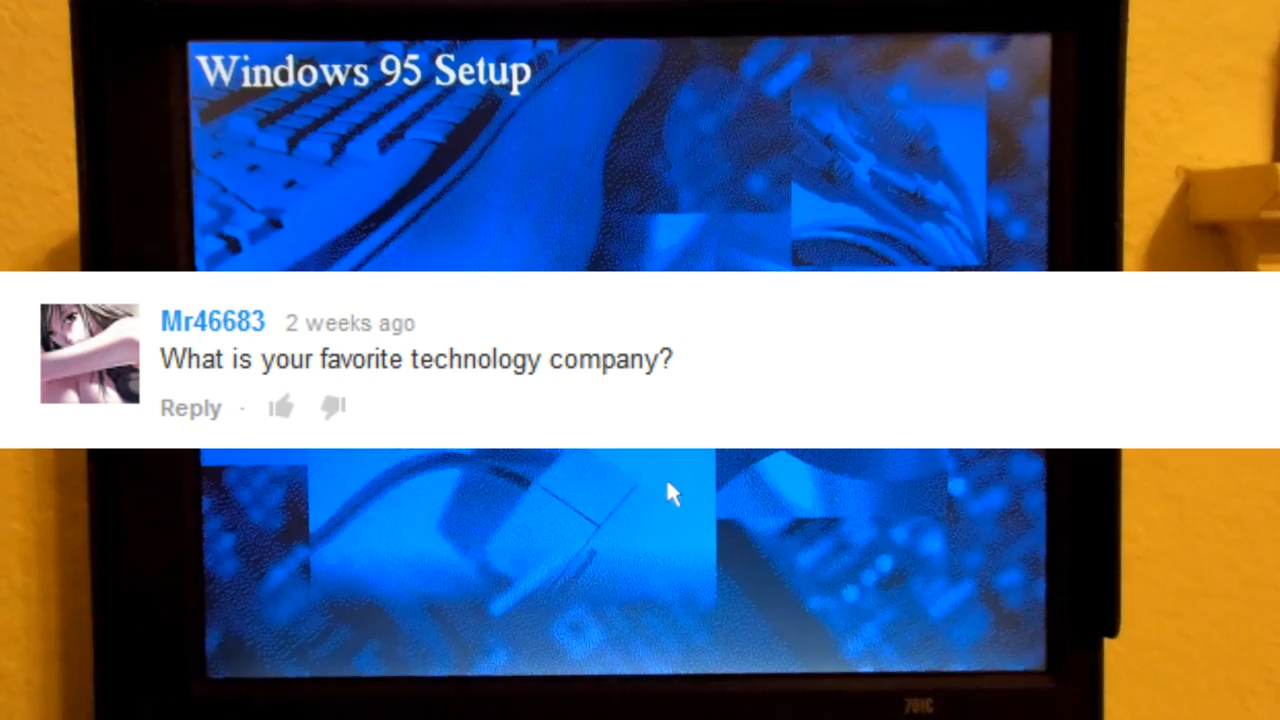 Windows 95 Setup
Mr46683 2 weeks ago
What is your favorite technology company?
Reply ·